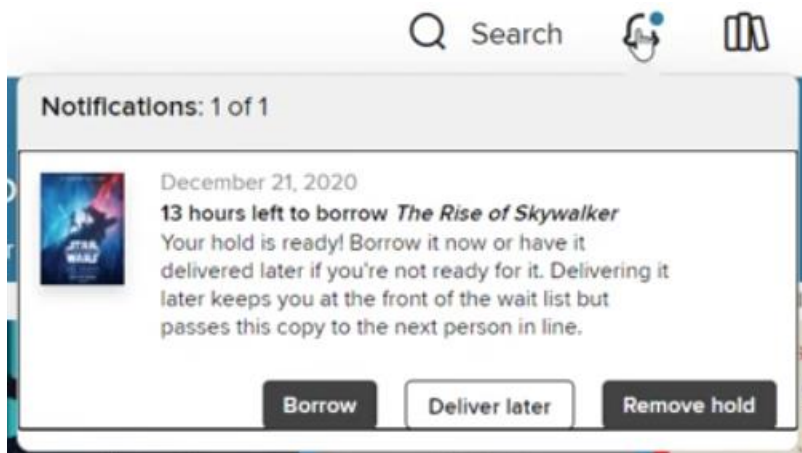 Search
Notifications: 1 of 1
December 21, 2020
13 hours left to borrow The Rise of Skywalker
Your hold is ready! Borrow it now or have it
delivered later if you're not ready for it. Delivering it
later keeps you at the front of the wait list but
passes this copy to the next person in line.
STAR
WARS
Borrow
Deliver later
Remove hold